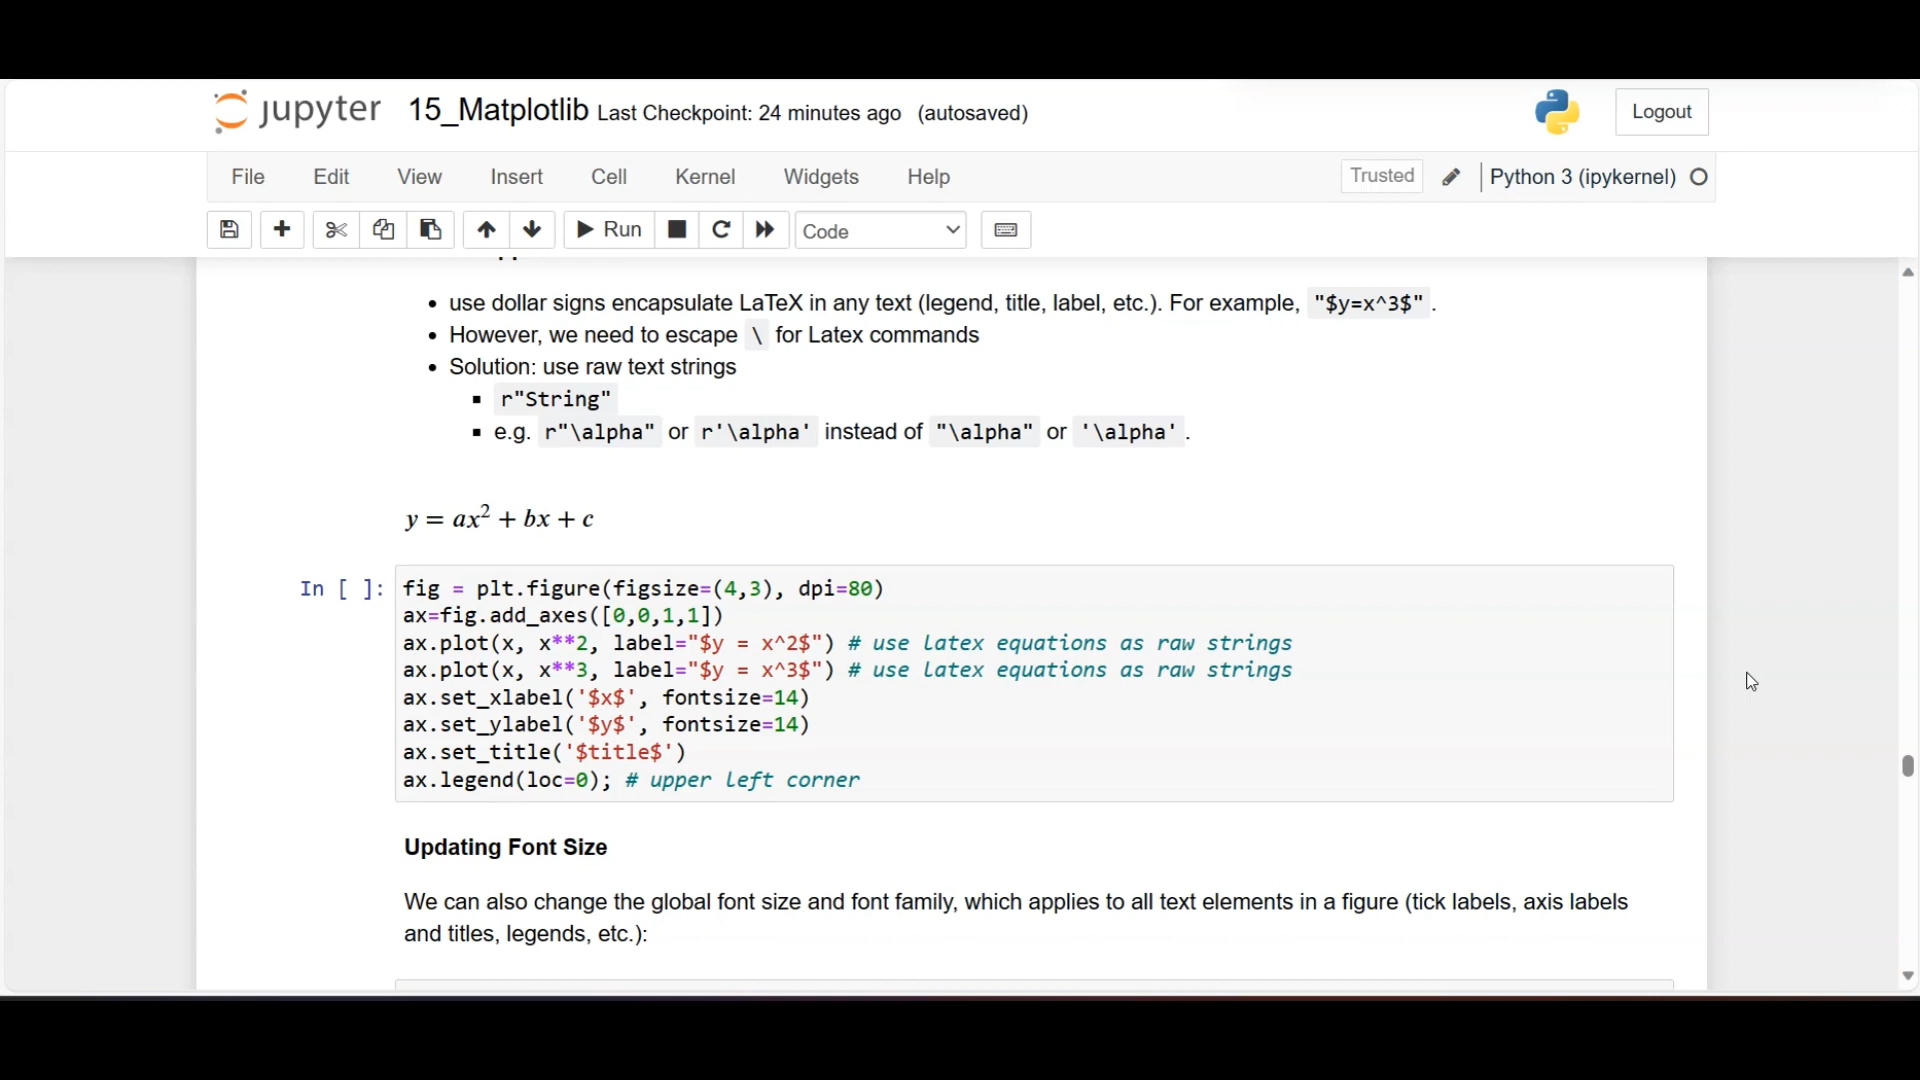 jupyter 15_Matplotlib Last Checkpoint: 24 minutes ago (autosaved) Logout
File Edit View Insert Cell Kernel Widgets Help Trusted Python 3 (ipykernel)
Run Code
• use dollar signs encapsulate LaTeX in any text (legend, title, label, etc.). For example, "$y=x^3$".
• However, we need to escape \ for Latex commands
• Solution: use raw text strings
▪ r"String"
▪ e.g. r"\alpha" or r'\alpha' instead of "\alpha" or '\alpha'.
y = ax² + bx + c
In [ ]: fig = plt.figure(figsize=(4,3), dpi=80)
ax=fig.add_axes([0,0,1,1])
ax.plot(x, x**2, label="$y = x^2$") # use latex equations as raw strings
ax.plot(x, x**3, label="$y = x^3$") # use latex equations as raw strings
ax.set_xlabel('$x$', fontsize=14)
ax.set_ylabel('$y$', fontsize=14)
ax.set_title('$title$')
ax.legend(loc=0); # upper left corner
Updating Font Size
We can also change the global font size and font family, which applies to all text elements in a figure (tick labels, axis labels
and titles, legends, etc.):